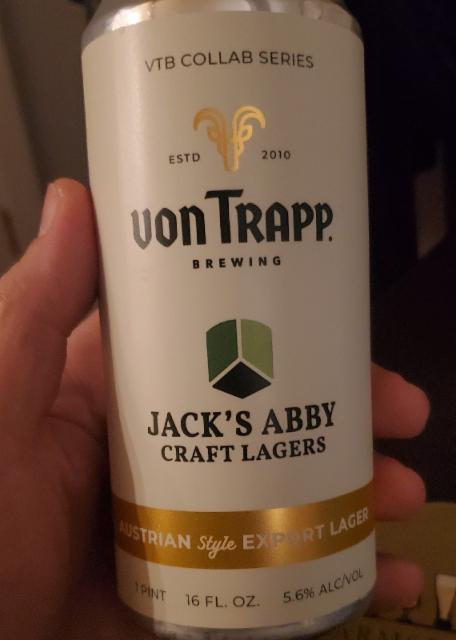 VTB COLLAB SERIES
ESTD 2010
VON TRAPP.
BREWING
JACK'S ABBY
CRAFT LAGERS
AUSTRIAN Style EXPORT LAGER
1 PINT 16 FL. OZ. 5.6% ALC/VOL